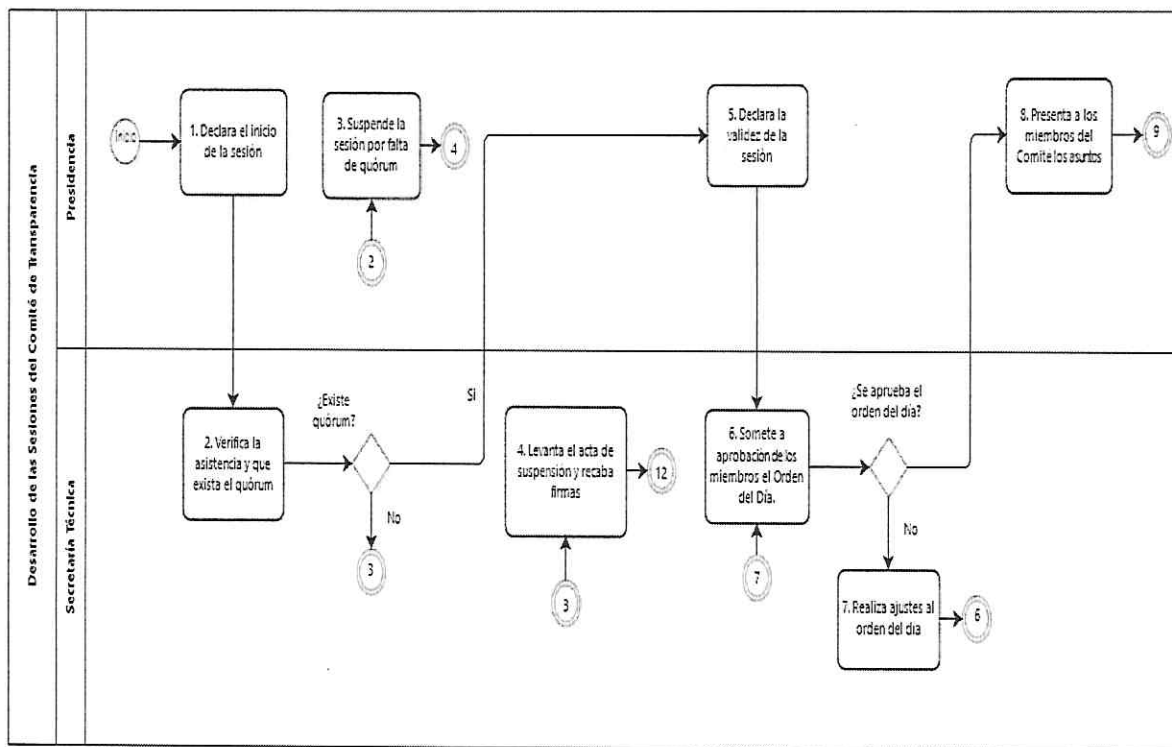 Desarrollo de las Sesiones del Comité de Transparencia
Presidencia
Inicio
1. Declara el inicio
de la sesión
3. Suspende la
sesión por falta
de quórum
4
2
5. Declara la
validez de la
sesión
8. Presenta a los
miembros del
Comite los asuntos
9
Secretaría Técnica
2. Verifica la
asistencia y que
exista el quórum
¿Existe
quórum?
Si
No
3
4. Levanta el acta de
suspensión y recaba
firmas
12
3
6. Somete a
aprobación de los
miembros el Orden
del Día.
7
¿Se aprueba el
orden del día?
No
7. Realiza ajustes al
orden del dia
6